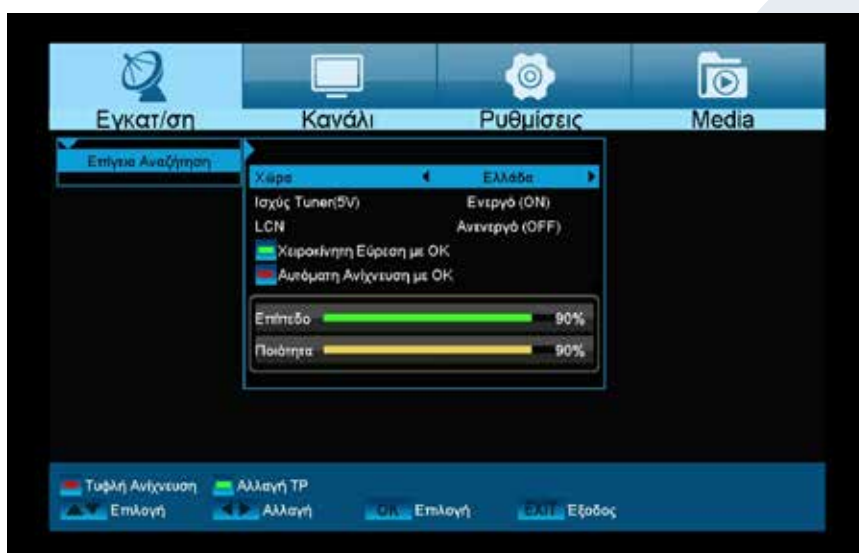 Εγκατ/ση Κανάλι Ρυθμίσεις Media
Επίγεια Αναζήτηση
Χώρα Ελλάδα
Ισχύς Tuner(5V) Ενεργό (ON)
LCN Ανενεργό (OFF)
Χειροκίνητη Εύρεση με OK
Αυτόματη Ανίχνευση με OK
Επίπεδο 90%
Ποιότητα 90%
Τυφλή Ανίχνευση Αλλαγή TP
Επιλογή Αλλαγή OK Επιλογή EXIT Έξοδος